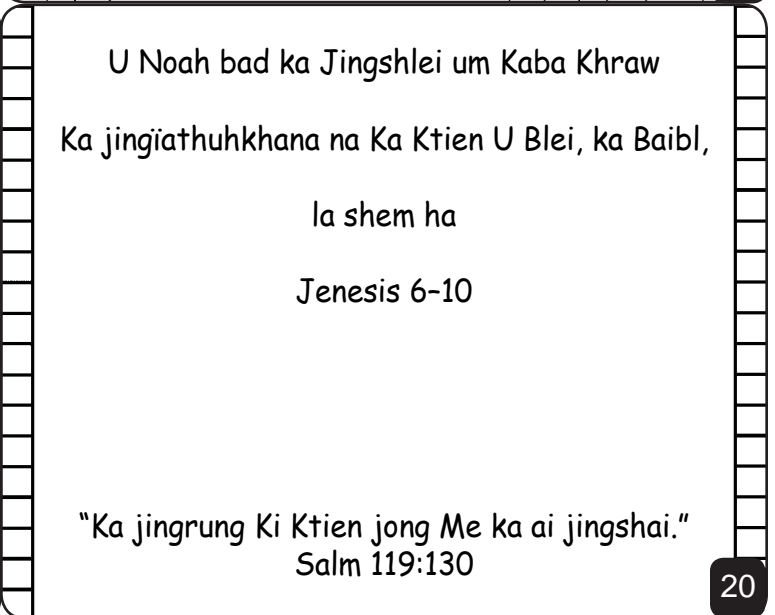 U Noah bad ka Jingshlei um Kaba Khraw
Ka jingïathuhkhana na Ka Ktien U Blei, ka Baibl,
la shem ha
Jenesis 6–10
“Ka jingrung Ki Ktien jong Me ka ai jingshai.”
Salm 119:130
20